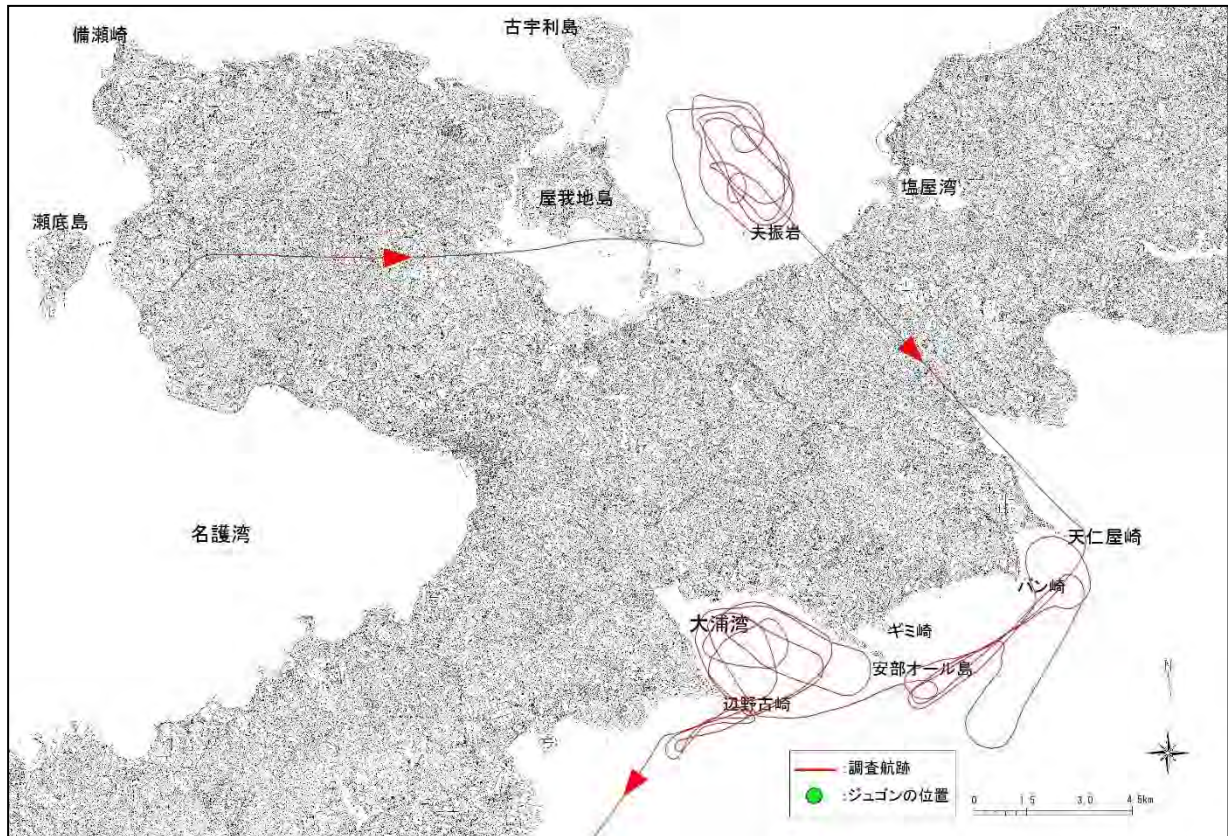 備瀬崎
古宇利島
瀬底島
屋我地島
塩屋湾
夫振岩
名護湾
天仁屋崎
バン崎
大浦湾
ギミ崎
安部オール島
辺野古崎
N
:調査航跡
:ジュゴンの位置
0 1.5 3.0 4.5km